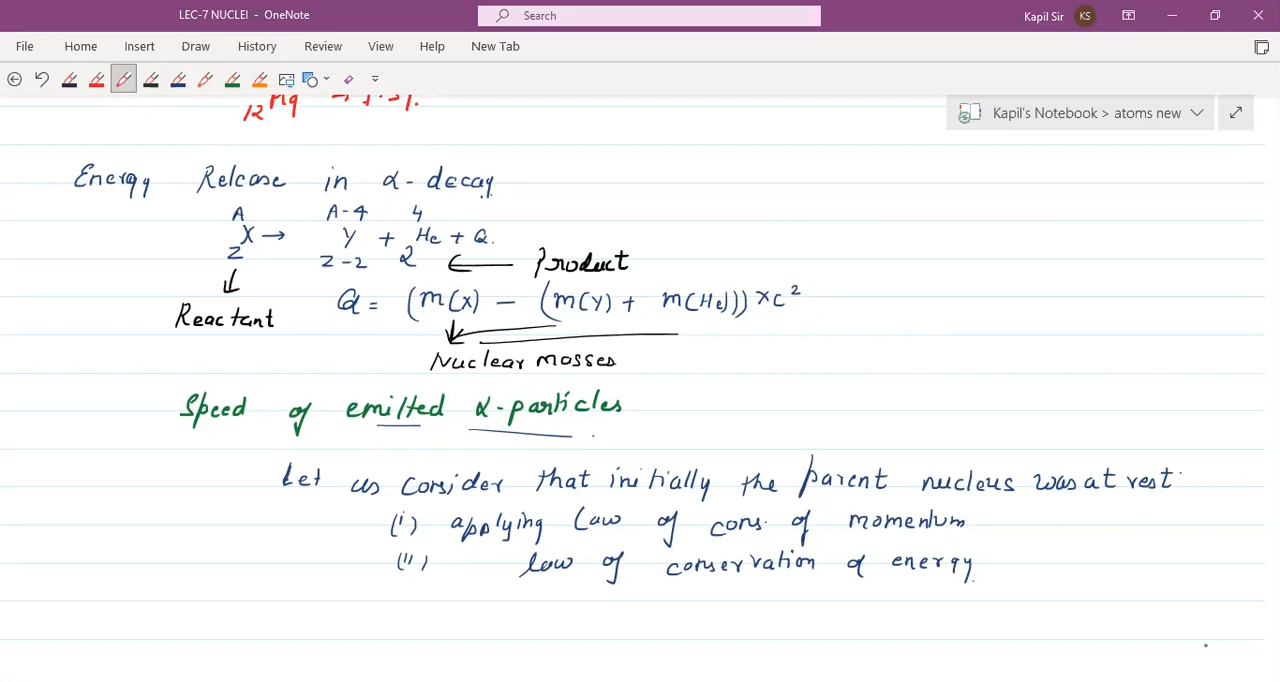 LEC-7 NUCLEI - OneNote
Search
Kapil Sir KS
File Home Insert Draw History Review View Help New Tab
12Mg
Kapil's Notebook > atoms new
Energy Release in α-decay
A A-4 4
X → Y + He + Q.
Z Z-2 2 ← Product
Reactant
Q = (m(X) - (m(Y) + m(He))) × C²
Nuclear masses
Speed of emitted α-particles
Let us consider that initially the parent nucleus was at rest.
(i) applying Law of cons. of momentum
(ii) law of conservation of energy.